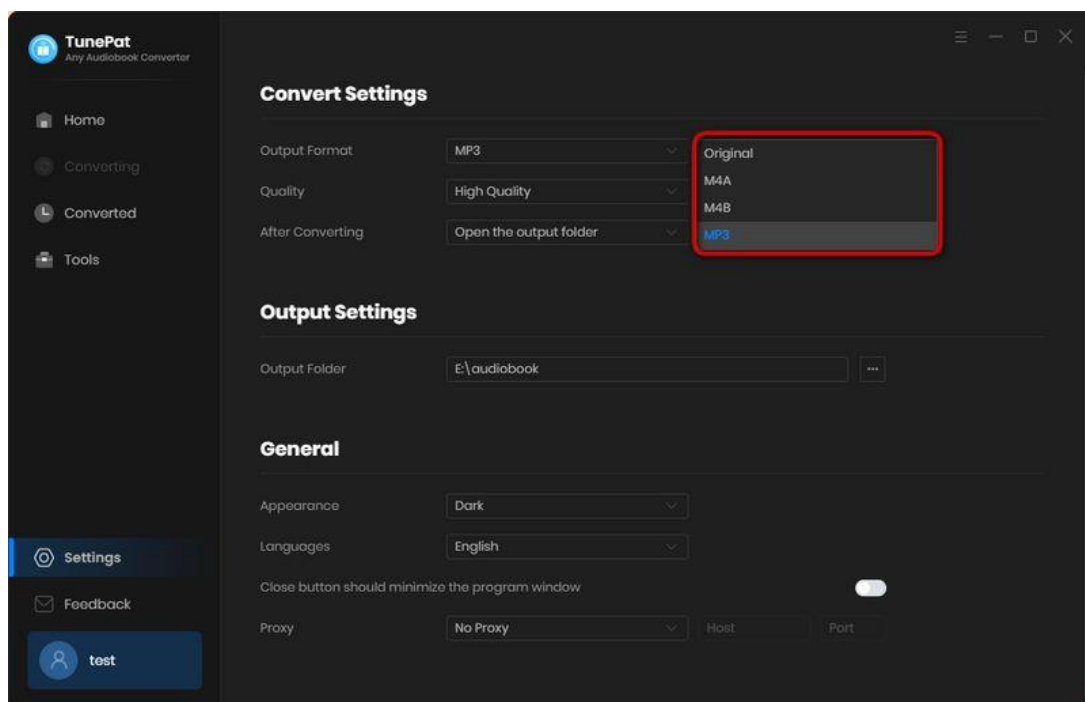 TunePat
Any Audiobook Converter
Home
Converting
Converted
Tools
Settings
Feedback
test
Convert Settings
Output Format MP3
Quality High Quality
After Converting Open the output folder
Original
M4A
M4B
MP3
Output Settings
Output Folder E:\audiobook ...
General
Appearance Dark
Languages English
Close button should minimize the program window
Proxy No Proxy Host Port